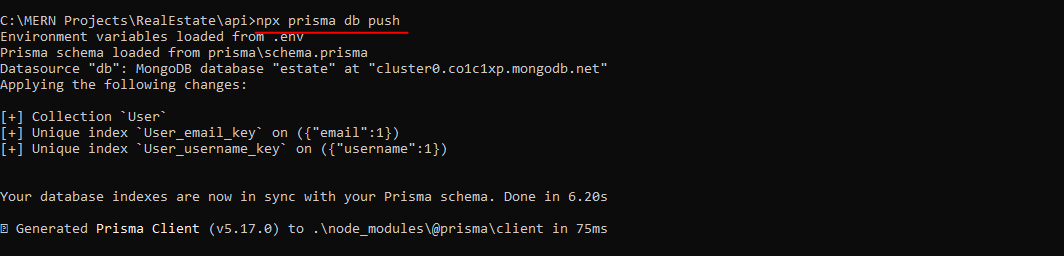 C:\MERN Projects\RealEstate\api>npx prisma db push
Environment variables loaded from .env
Prisma schema loaded from prisma\schema.prisma
Datasource "db": MongoDB database "estate" at "cluster0.co1c1xp.mongodb.net"
Applying the following changes:
[+] Collection `User`
[+] Unique index `User_email_key` on ({"email":1})
[+] Unique index `User_username_key` on ({"username":1})
Your database indexes are now in sync with your Prisma schema. Done in 6.20s
Generated Prisma Client (v5.17.0) to .\node_modules\@prisma\client in 75ms